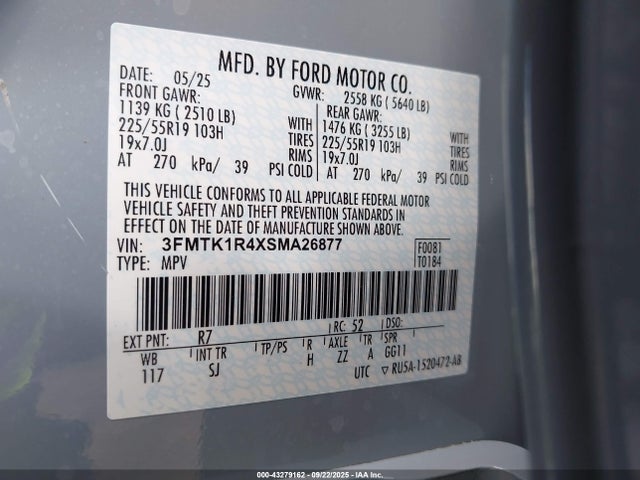 MFD. BY FORD MOTOR CO.
DATE: 05/25 GVWR: 2558 KG ( 5640 LB)
FRONT GAWR: REAR GAWR:
1139 KG ( 2510 LB) 1476 KG ( 3255 LB) WITH
225/55R19 103H WITH TIRES 225/55R19 103H TIRES
19x7.0J RIMS 19x7.0J RIMS
AT 270 kPa/ 39 PSI COLD AT 270 kPa/ 39 PSI COLD
THIS VEHICLE CONFORMS TO ALL APPLICABLE FEDERAL MOTOR
VEHICLE SAFETY AND THEFT PREVENTION STANDARDS IN
EFFECT ON THE DATE OF MANUFACTURE SHOWN ABOVE.
VIN: 3FMTK1R4XSMA26877 F0081
TYPE: MPV T0184
EXT PNT: R7 RC: 52 DSO:
WB INT TR TP/PS R AXLE TR SPR
117 SJ H ZZ A GG11
UTC ▽ RU5A-1520472-AB
000-43279162 - 09/22/2025 - IAA Inc.